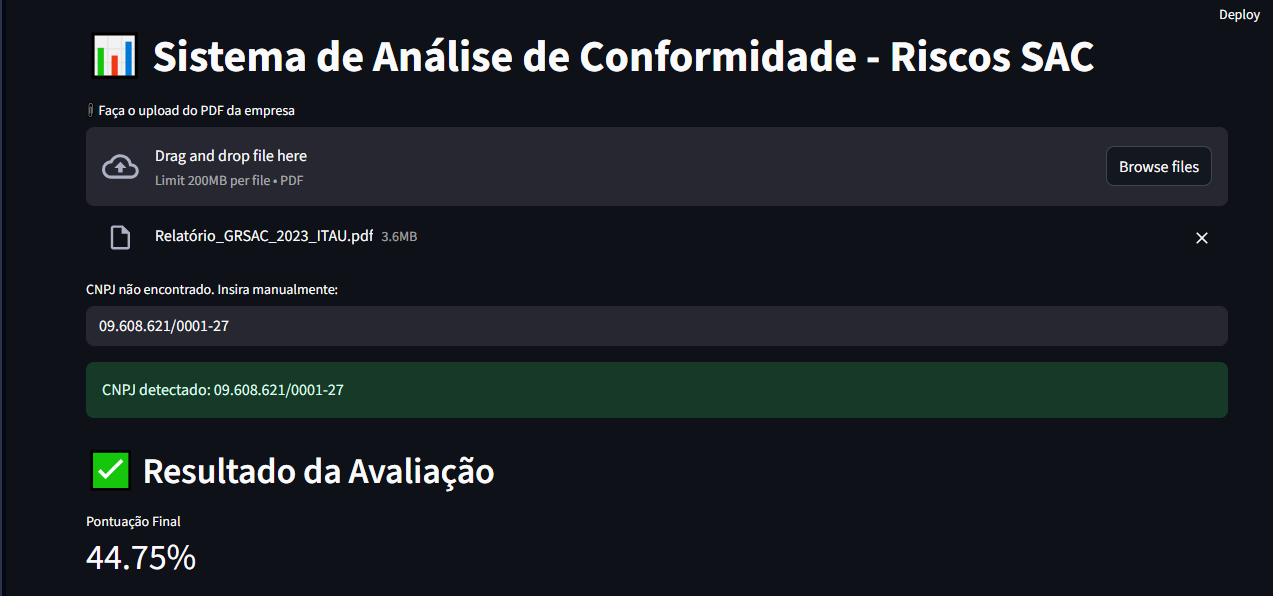 Deploy
Sistema de Análise de Conformidade - Riscos SAC
Faça o upload do PDF da empresa
Drag and drop file here
Limit 200MB per file • PDF
Browse files
Relatório_GRSAC_2023_ITAU.pdf 3.6MB
CNPJ não encontrado. Insira manualmente:
09.608.621/0001-27
CNPJ detectado: 09.608.621/0001-27
Resultado da Avaliação
Pontuação Final
44.75%